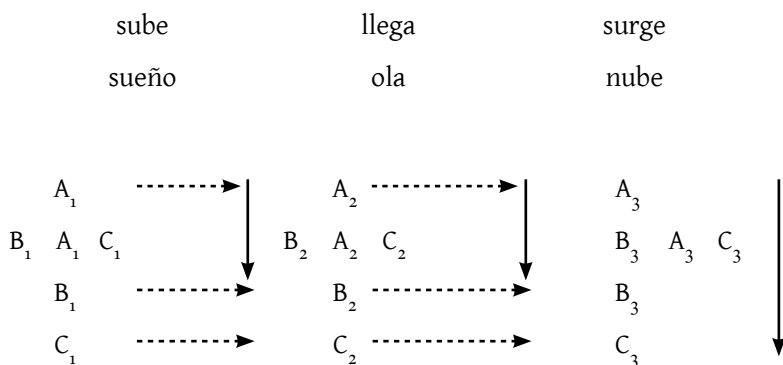 sube llega surge
sueño ola nube
A₁ A₂ A₃
B₁ A₁ C₁ B₂ A₂ C₂ B₃ A₃ C₃
B₁ B₂ B₃
C₁ C₂ C₃